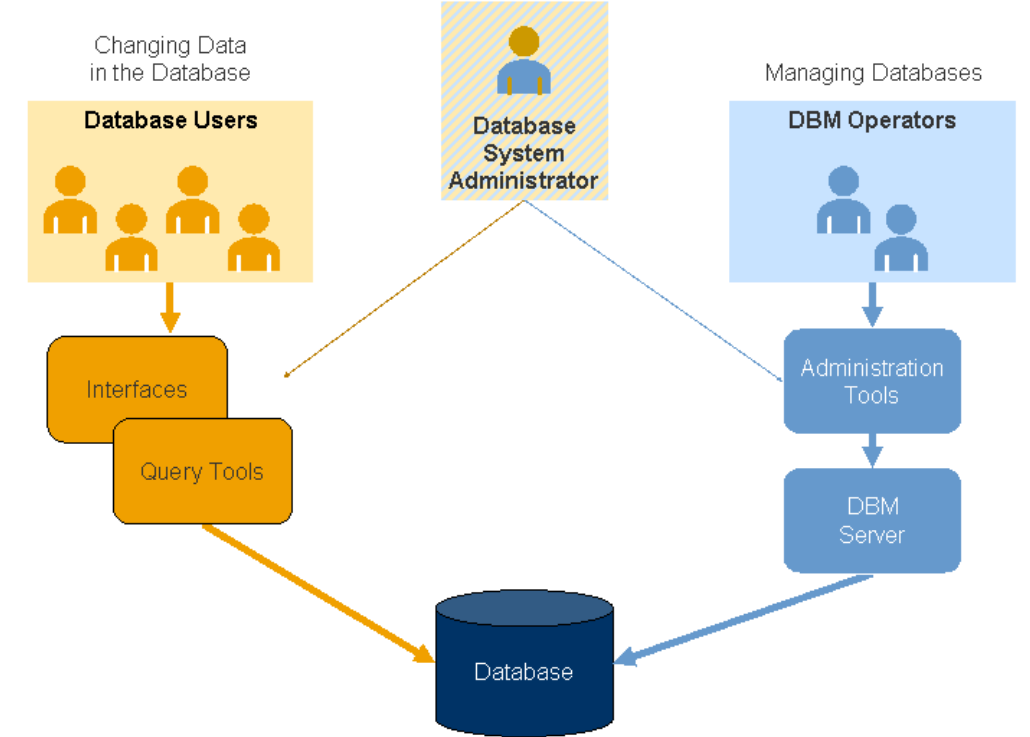 Changing Data
in the Database
Database Users
Database
System
Administrator
Managing Databases
DBM Operators
Interfaces
Query Tools
Administration
Tools
DBM
Server
Database